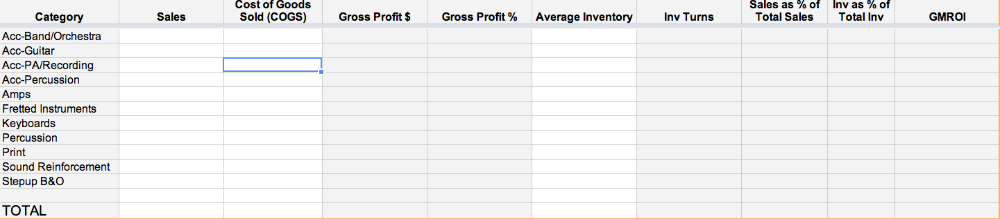 Category Sales Cost of Goods Sold (COGS) Gross Profit $ Gross Profit % Average Inventory Inv Turns Sales as % of Total Sales Inv as % of Total Inv GMROI
Acc-Band/Orchestra
Acc-Guitar
Acc-PA/Recording
Acc-Percussion
Amps
Fretted Instruments
Keyboards
Percussion
Print
Sound Reinforcement
Stepup B&O
TOTAL